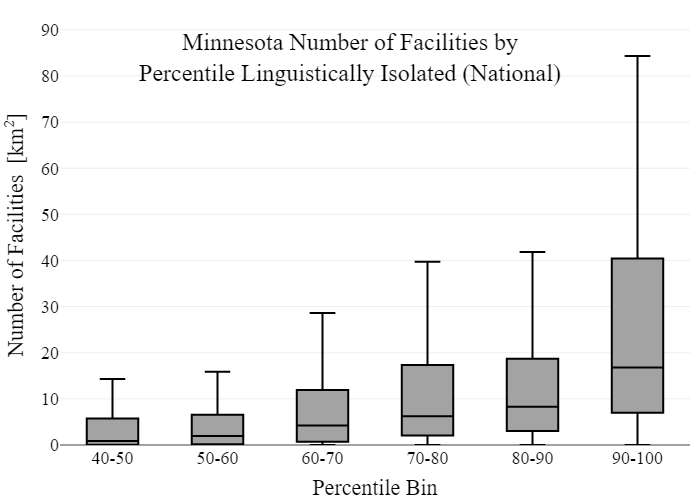 Minnesota Number of Facilities by
Percentile Linguistically Isolated (National)
Number of Facilities [km²]
90
80
70
60
50
40
30
20
10
0
40-50 50-60 60-70 70-80 80-90 90-100
Percentile Bin